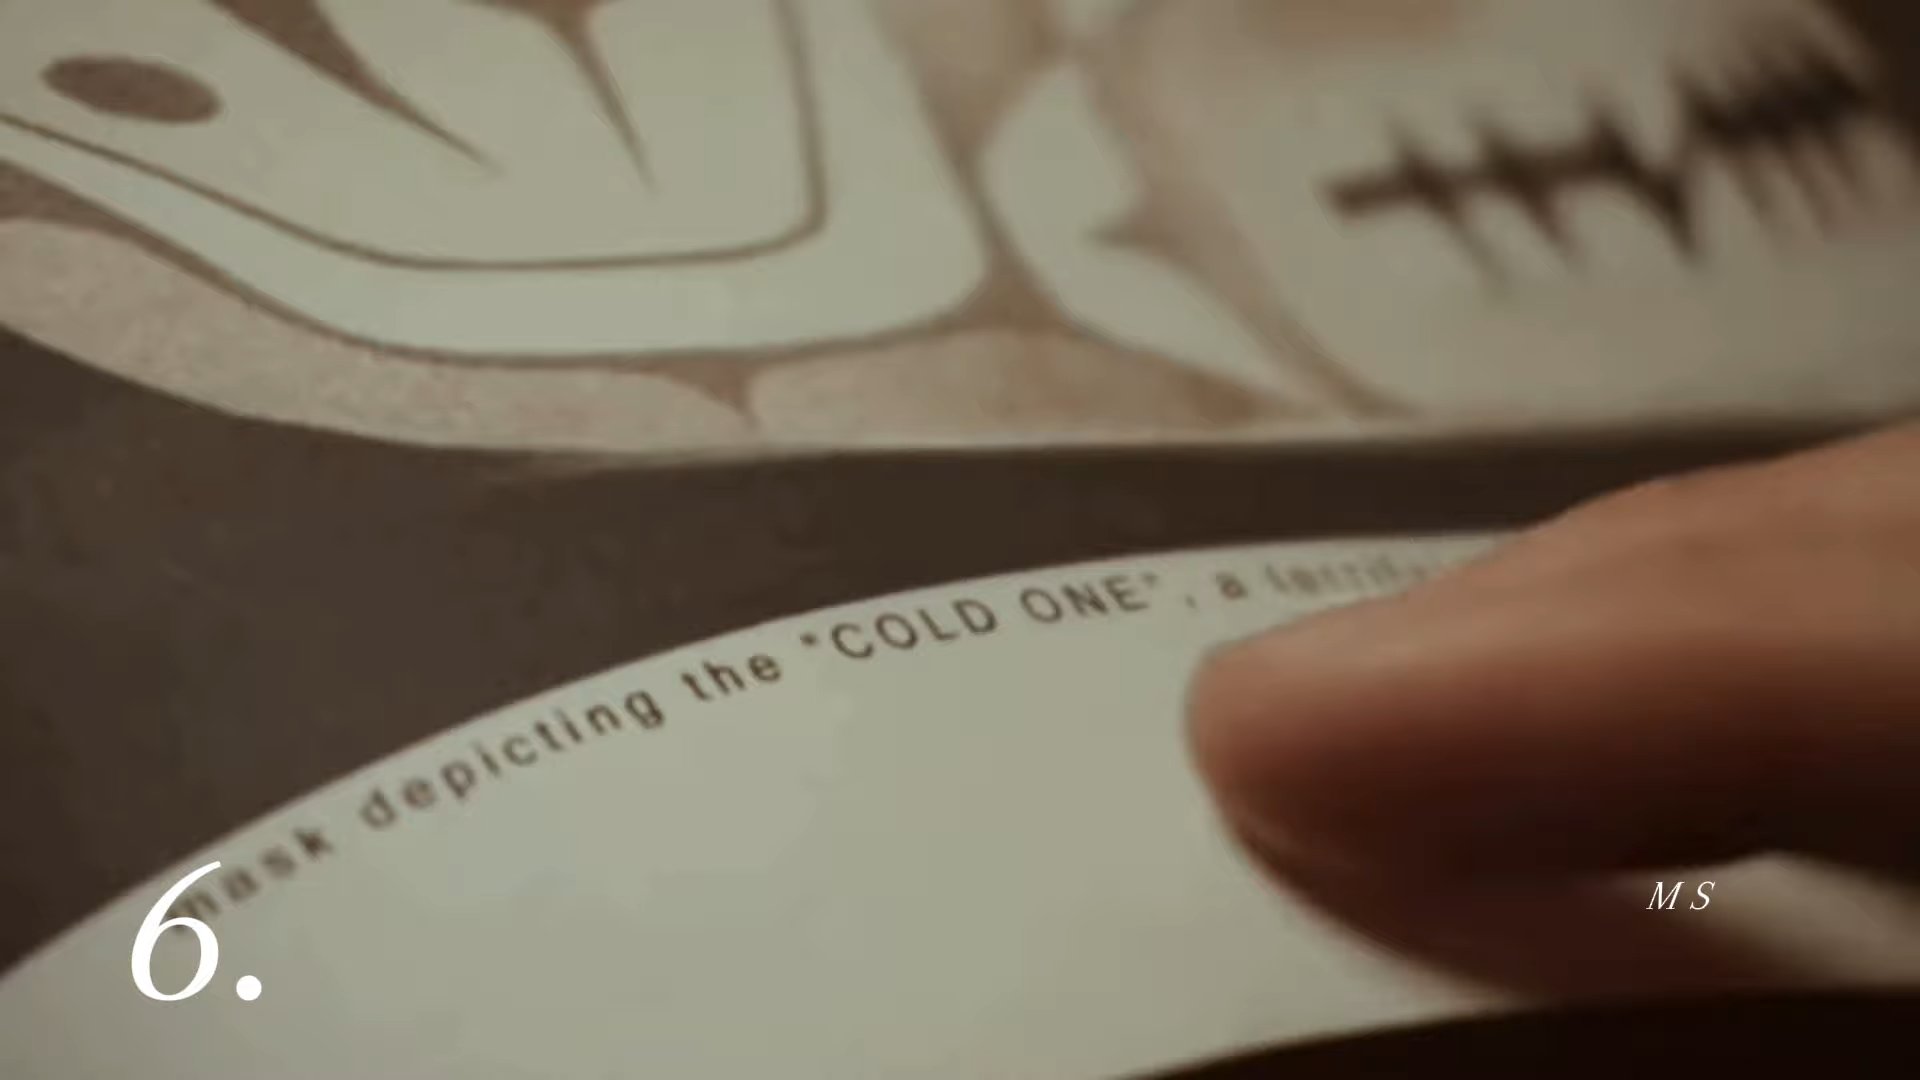 mask depicting the "COLD ONE", a
6.
M S